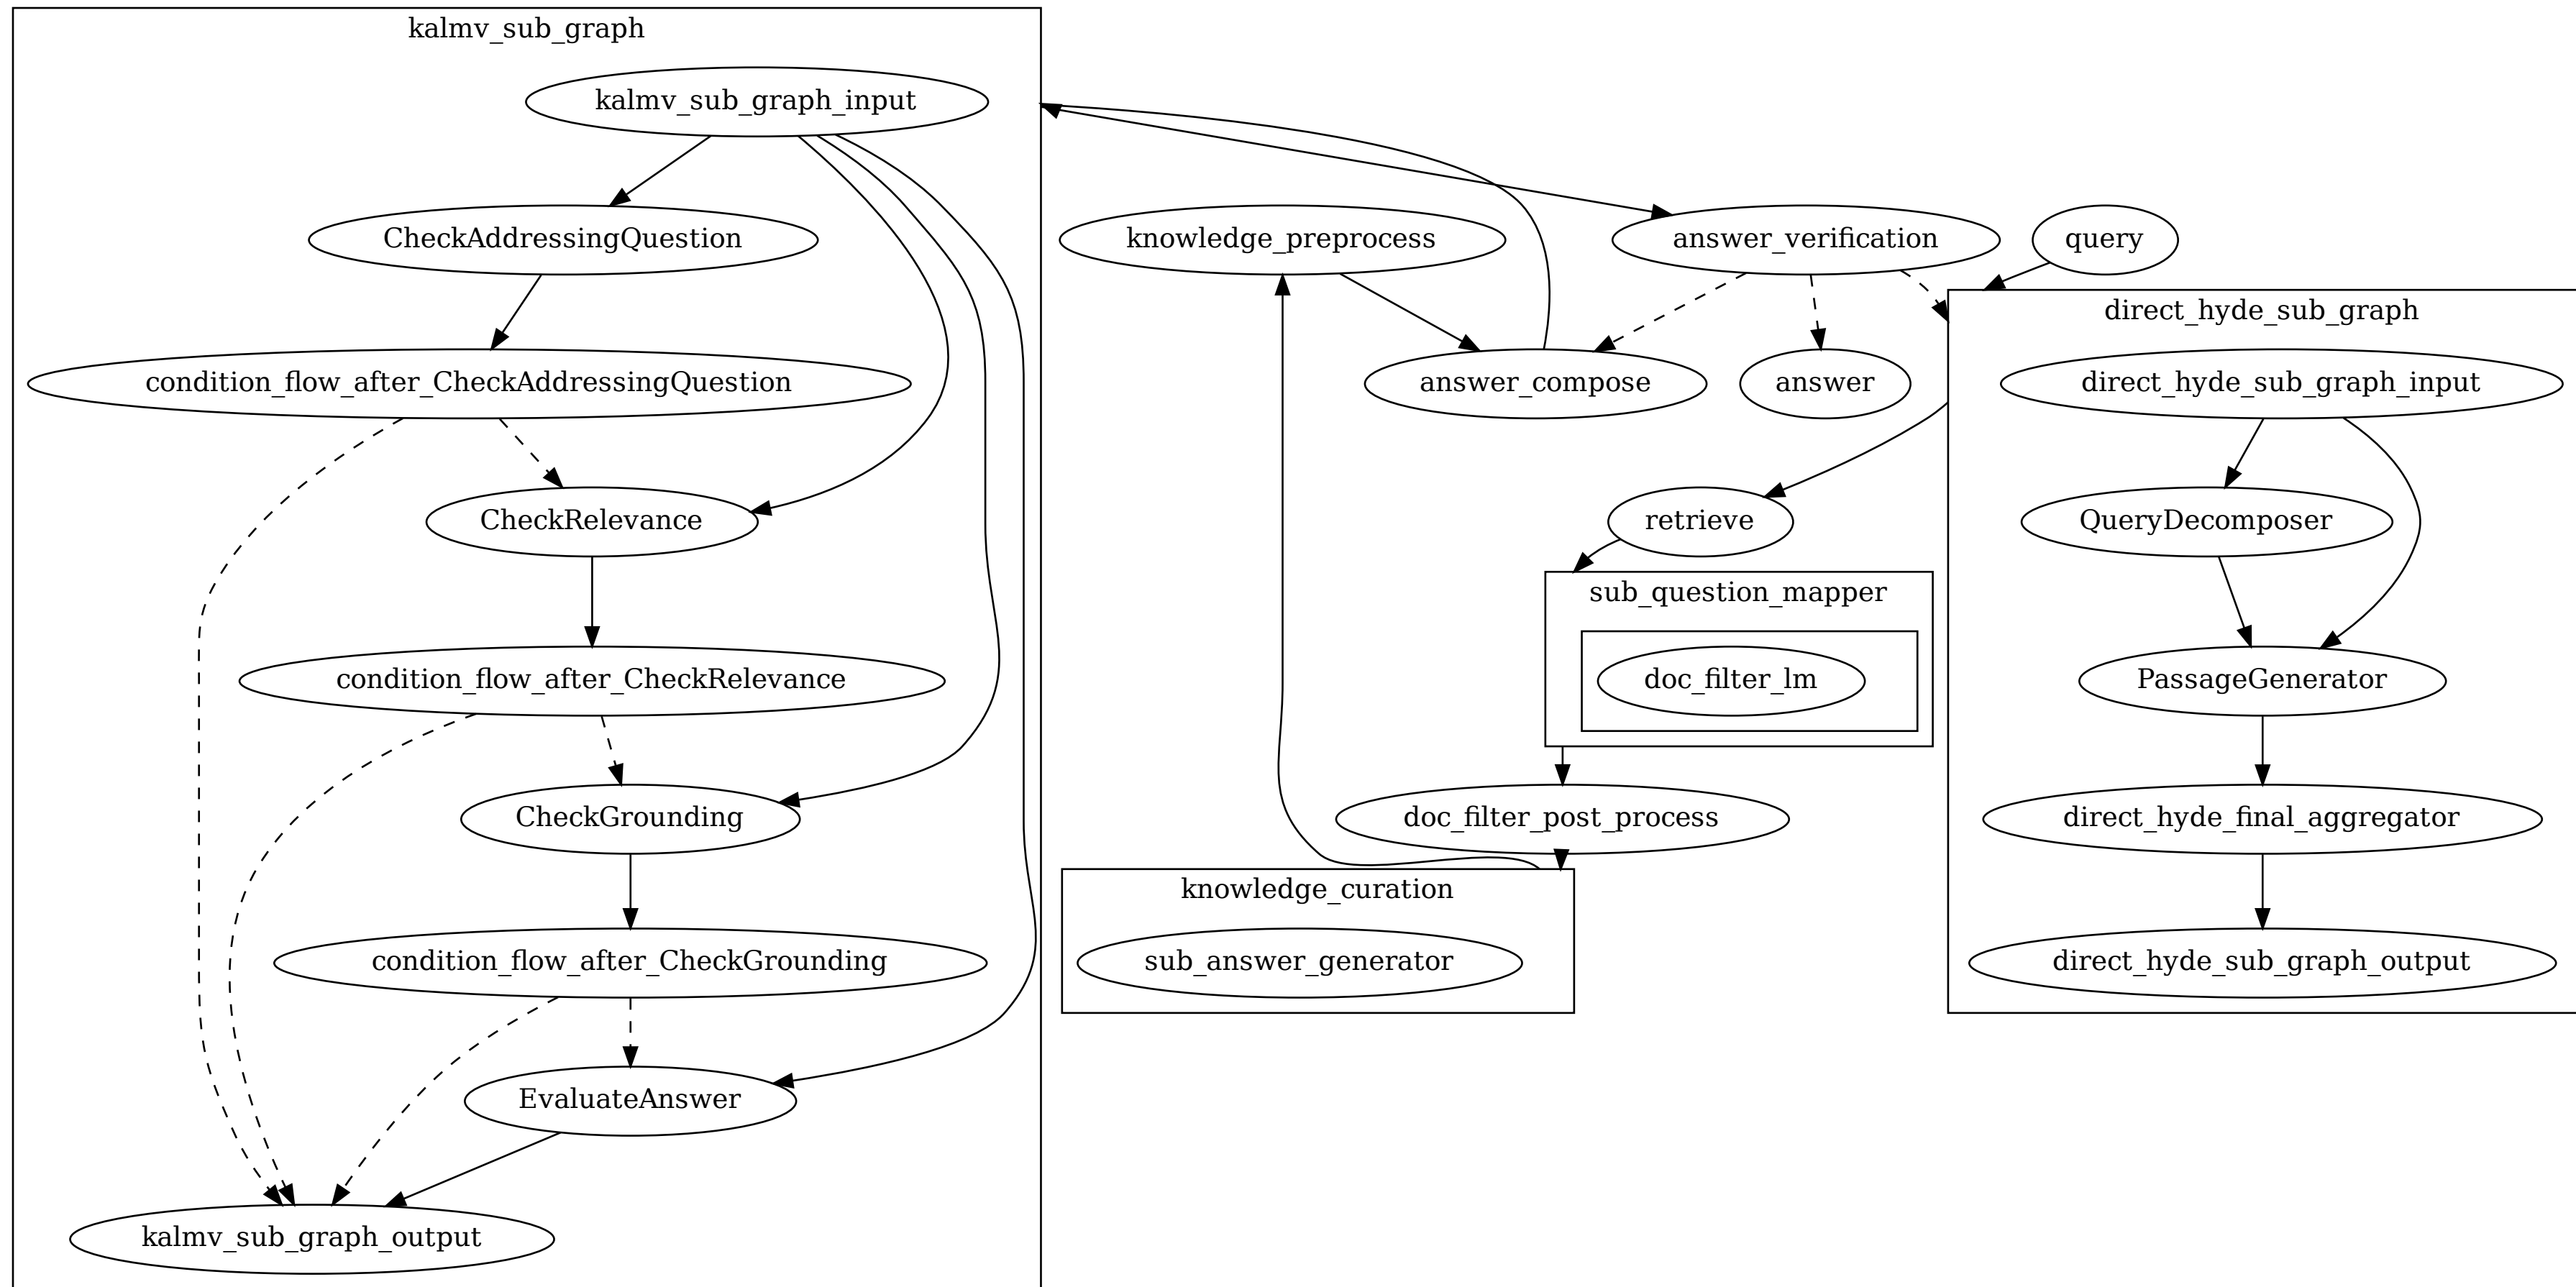 kalmv_sub_graph
kalmv_sub_graph_input
CheckAddressingQuestion
condition_flow_after_CheckAddressingQuestion
CheckRelevance
condition_flow_after_CheckRelevance
CheckGrounding
condition_flow_after_CheckGrounding
EvaluateAnswer
kalmv_sub_graph_output
knowledge_preprocess
answer_verification
query
answer_compose
answer
retrieve
sub_question_mapper
doc_filter_lm
doc_filter_post_process
knowledge_curation
sub_answer_generator
direct_hyde_sub_graph
direct_hyde_sub_graph_input
QueryDecomposer
PassageGenerator
direct_hyde_final_aggregator
direct_hyde_sub_graph_output